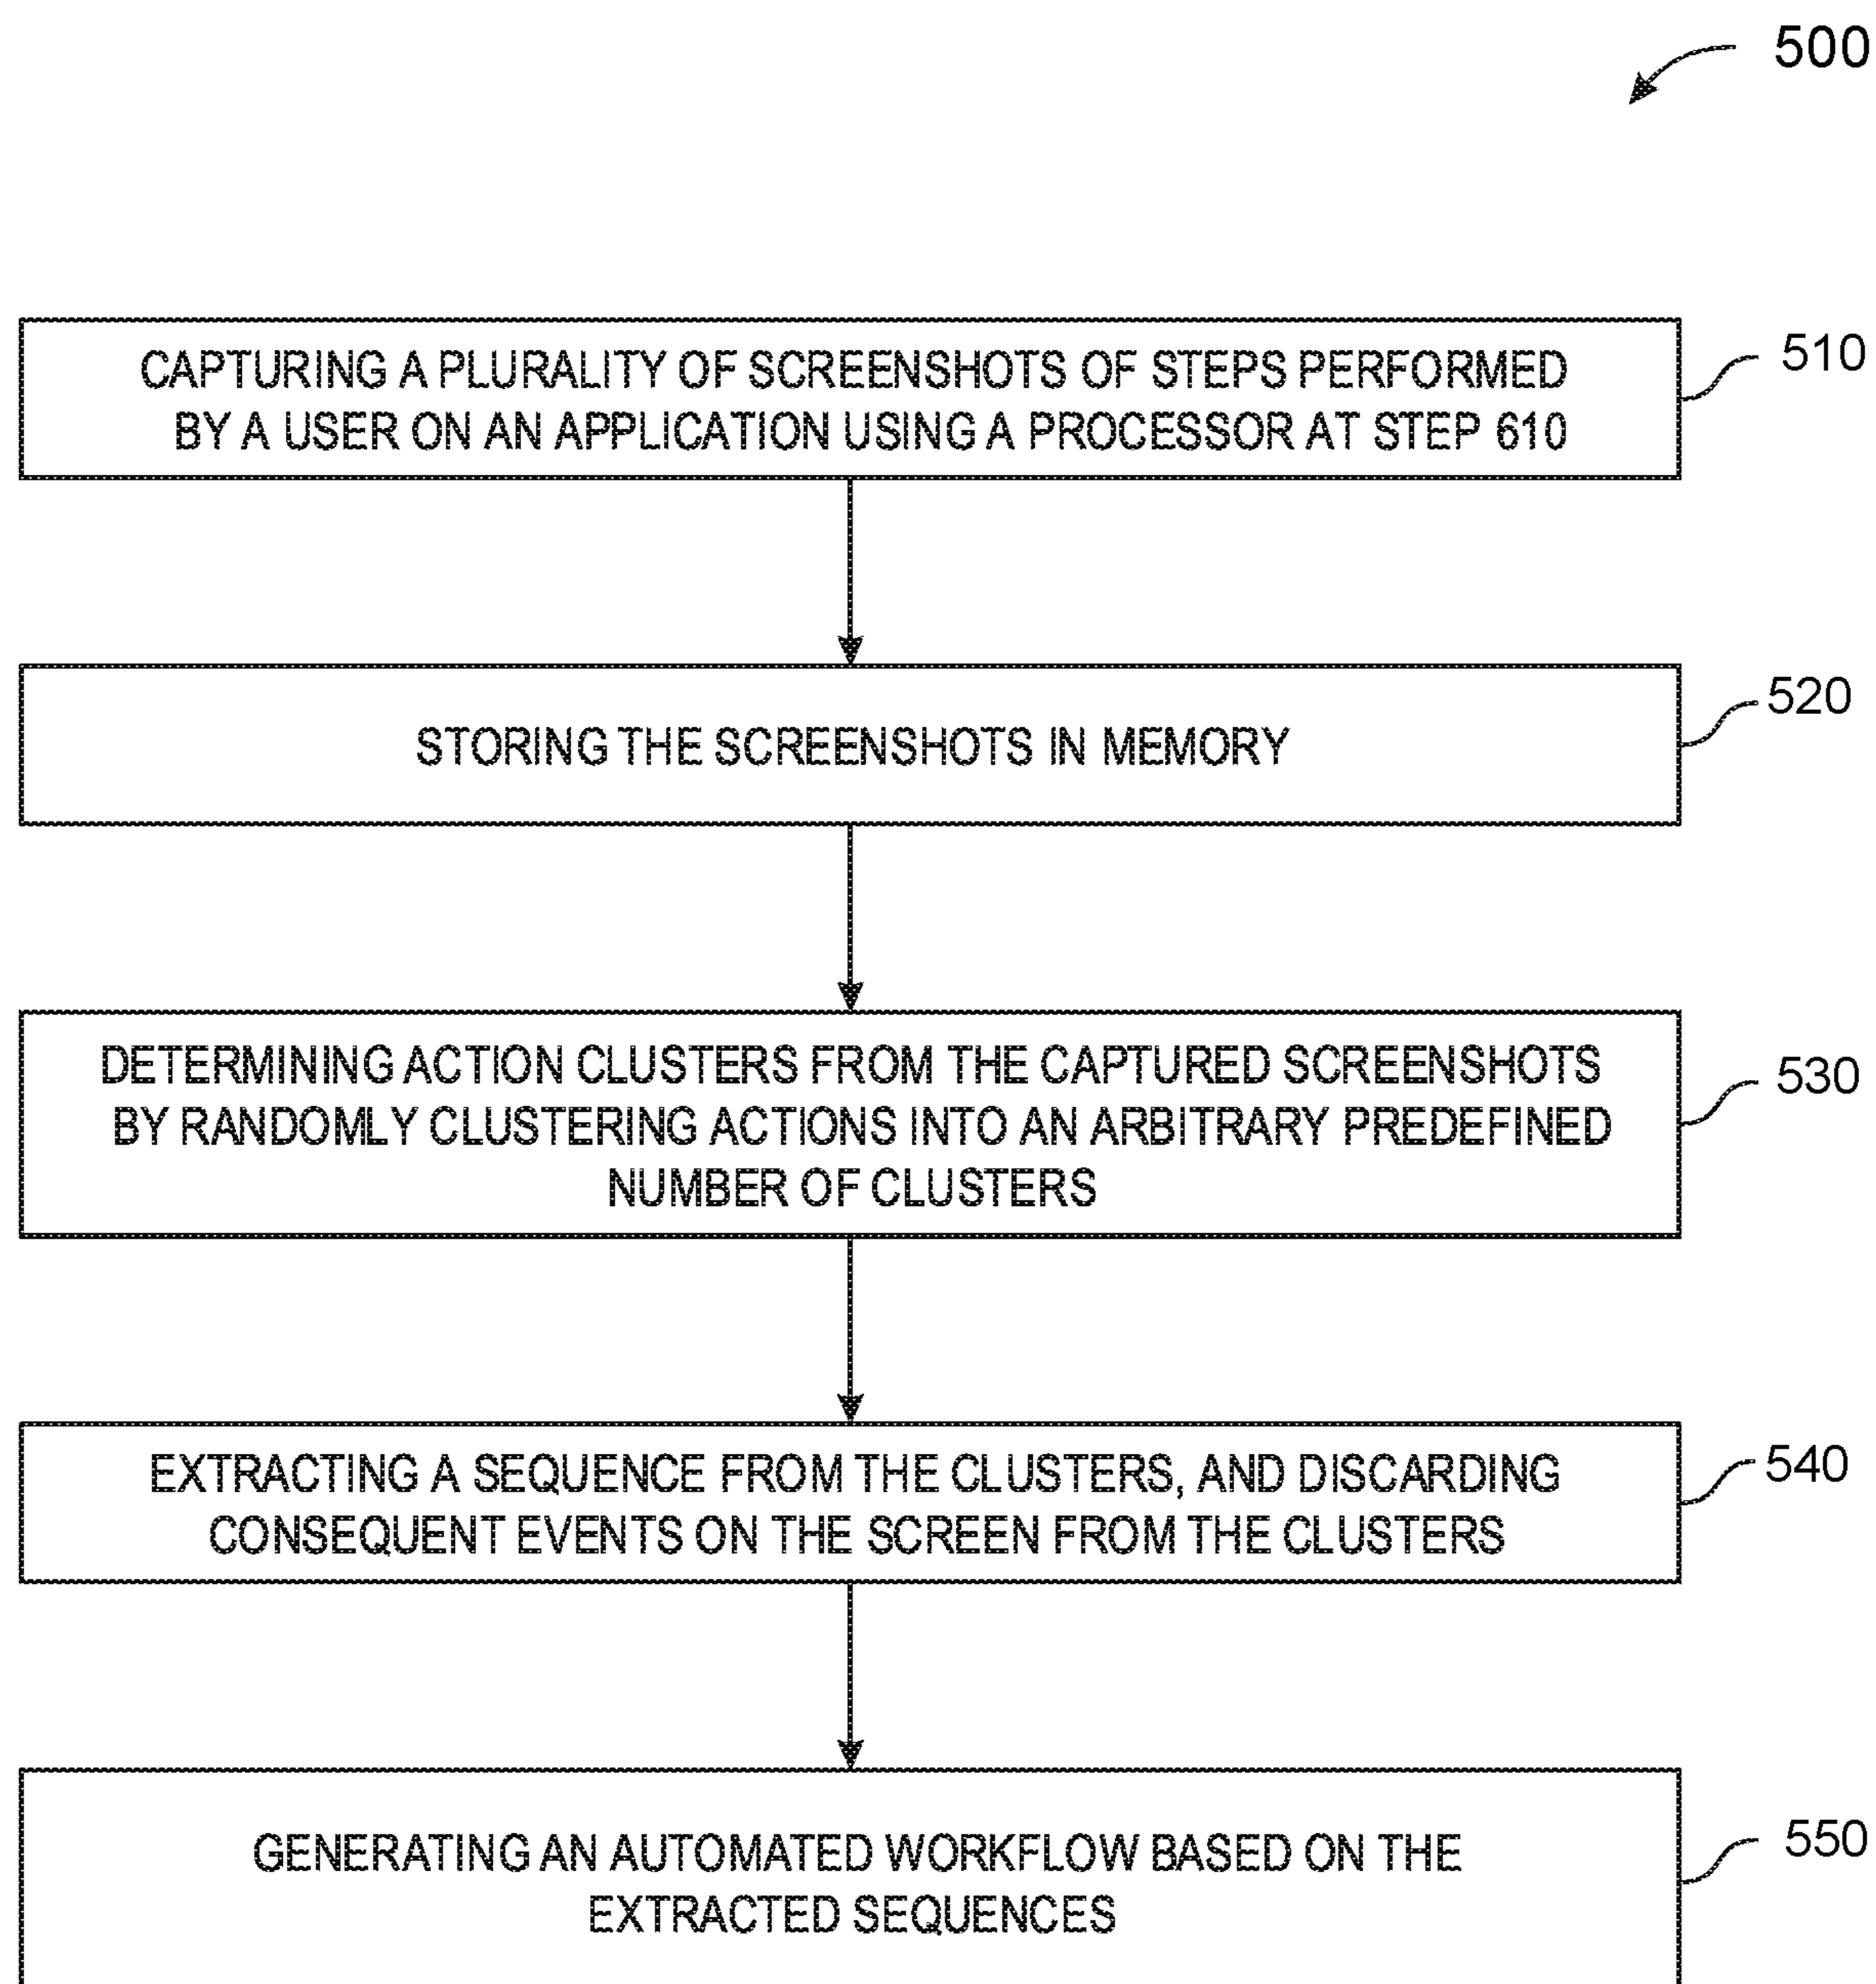 500
CAPTURING A PLURALITY OF SCREENSHOTS OF STEPS PERFORMED
BY A USER ON AN APPLICATION USING A PROCESSOR AT STEP 610
510
STORING THE SCREENSHOTS IN MEMORY
520
DETERMINING ACTION CLUSTERS FROM THE CAPTURED SCREENSHOTS
BY RANDOMLY CLUSTERING ACTIONS INTO AN ARBITRARY PREDEFINED
NUMBER OF CLUSTERS
530
EXTRACTING A SEQUENCE FROM THE CLUSTERS, AND DISCARDING
CONSEQUENT EVENTS ON THE SCREEN FROM THE CLUSTERS
540
GENERATING AN AUTOMATED WORKFLOW BASED ON THE
EXTRACTED SEQUENCES
550